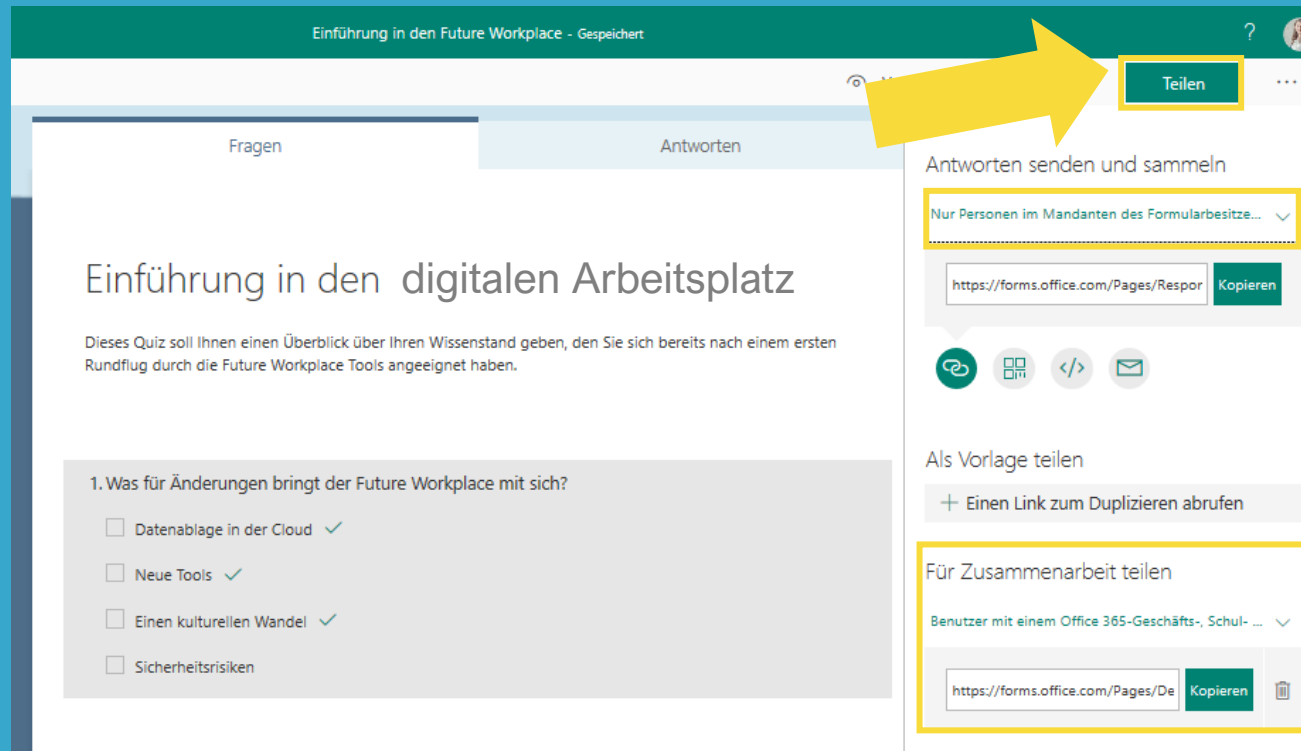 Einführung in den Future Workplace - Gespeichert
?
Teilen
...
Fragen
Antworten
Einführung in den digitalen Arbeitsplatz
Dieses Quiz soll Ihnen einen Überblick über Ihren Wissenstand geben, den Sie sich bereits nach einem ersten
Rundflug durch die Future Workplace Tools angeeignet haben.
1. Was für Änderungen bringt der Future Workplace mit sich?
Datenablage in der Cloud
Neue Tools
Einen kulturellen Wandel
Sicherheitsrisiken
Antworten senden und sammeln
Nur Personen im Mandanten des Formularbesitze...
https://forms.office.com/Pages/Respor
Kopieren
</>
Als Vorlage teilen
+ Einen Link zum Duplizieren abrufen
Für Zusammenarbeit teilen
Benutzer mit einem Office 365-Geschäfts-, Schul- ...
https://forms.office.com/Pages/De
Kopieren